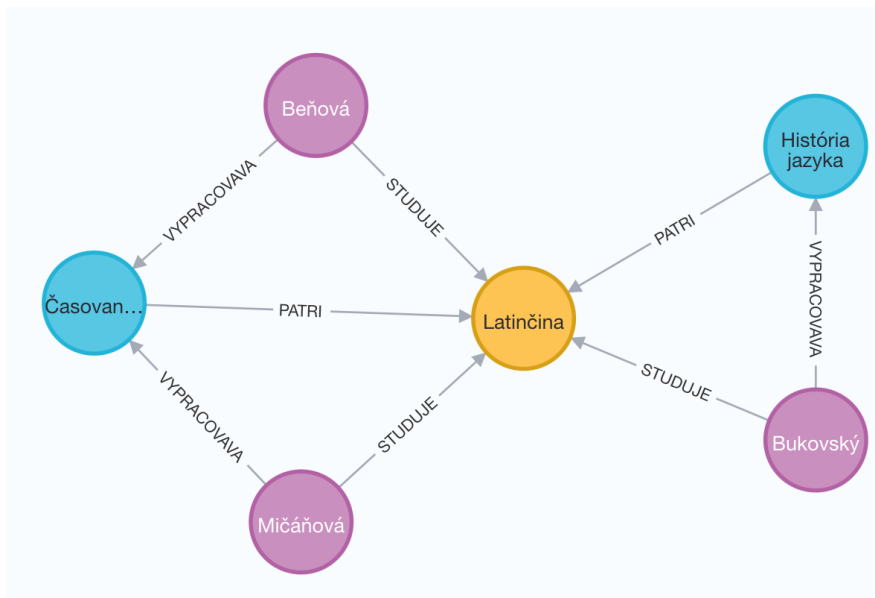 Beňová
História
jazyka
VYPRACOVAVA
STUDUJE
PATRI
Časovan…
PATRI
Latinčina
VYPRACOVAVA
STUDUJE
VYPRACOVAVA
STUDUJE
Bukovský
Mičáňová